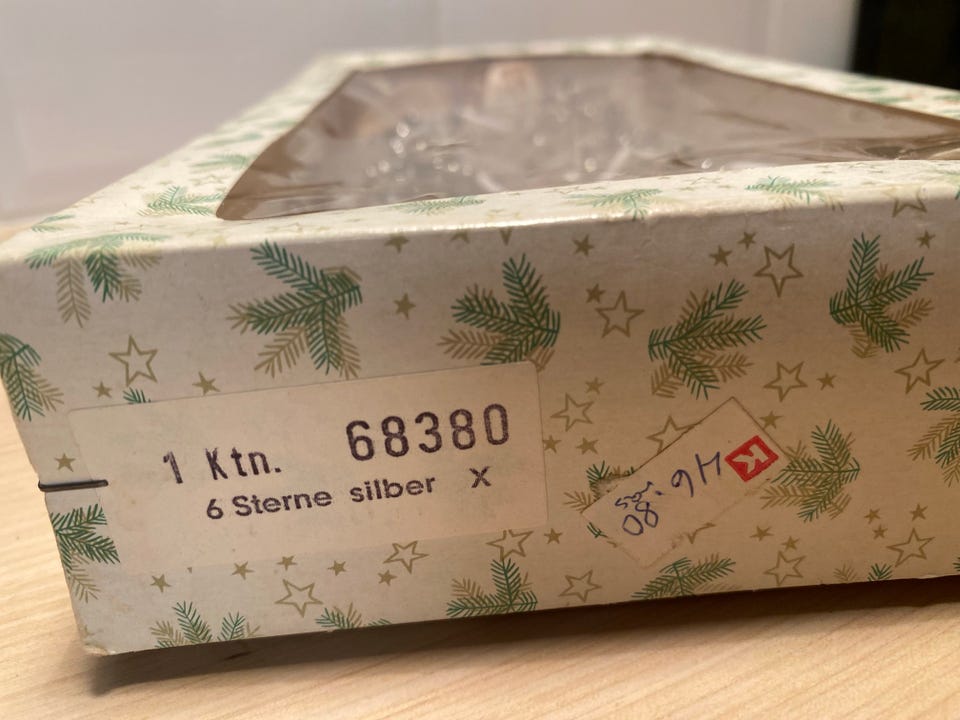 1 Ktn. 68380
6 Sterne silber X
K